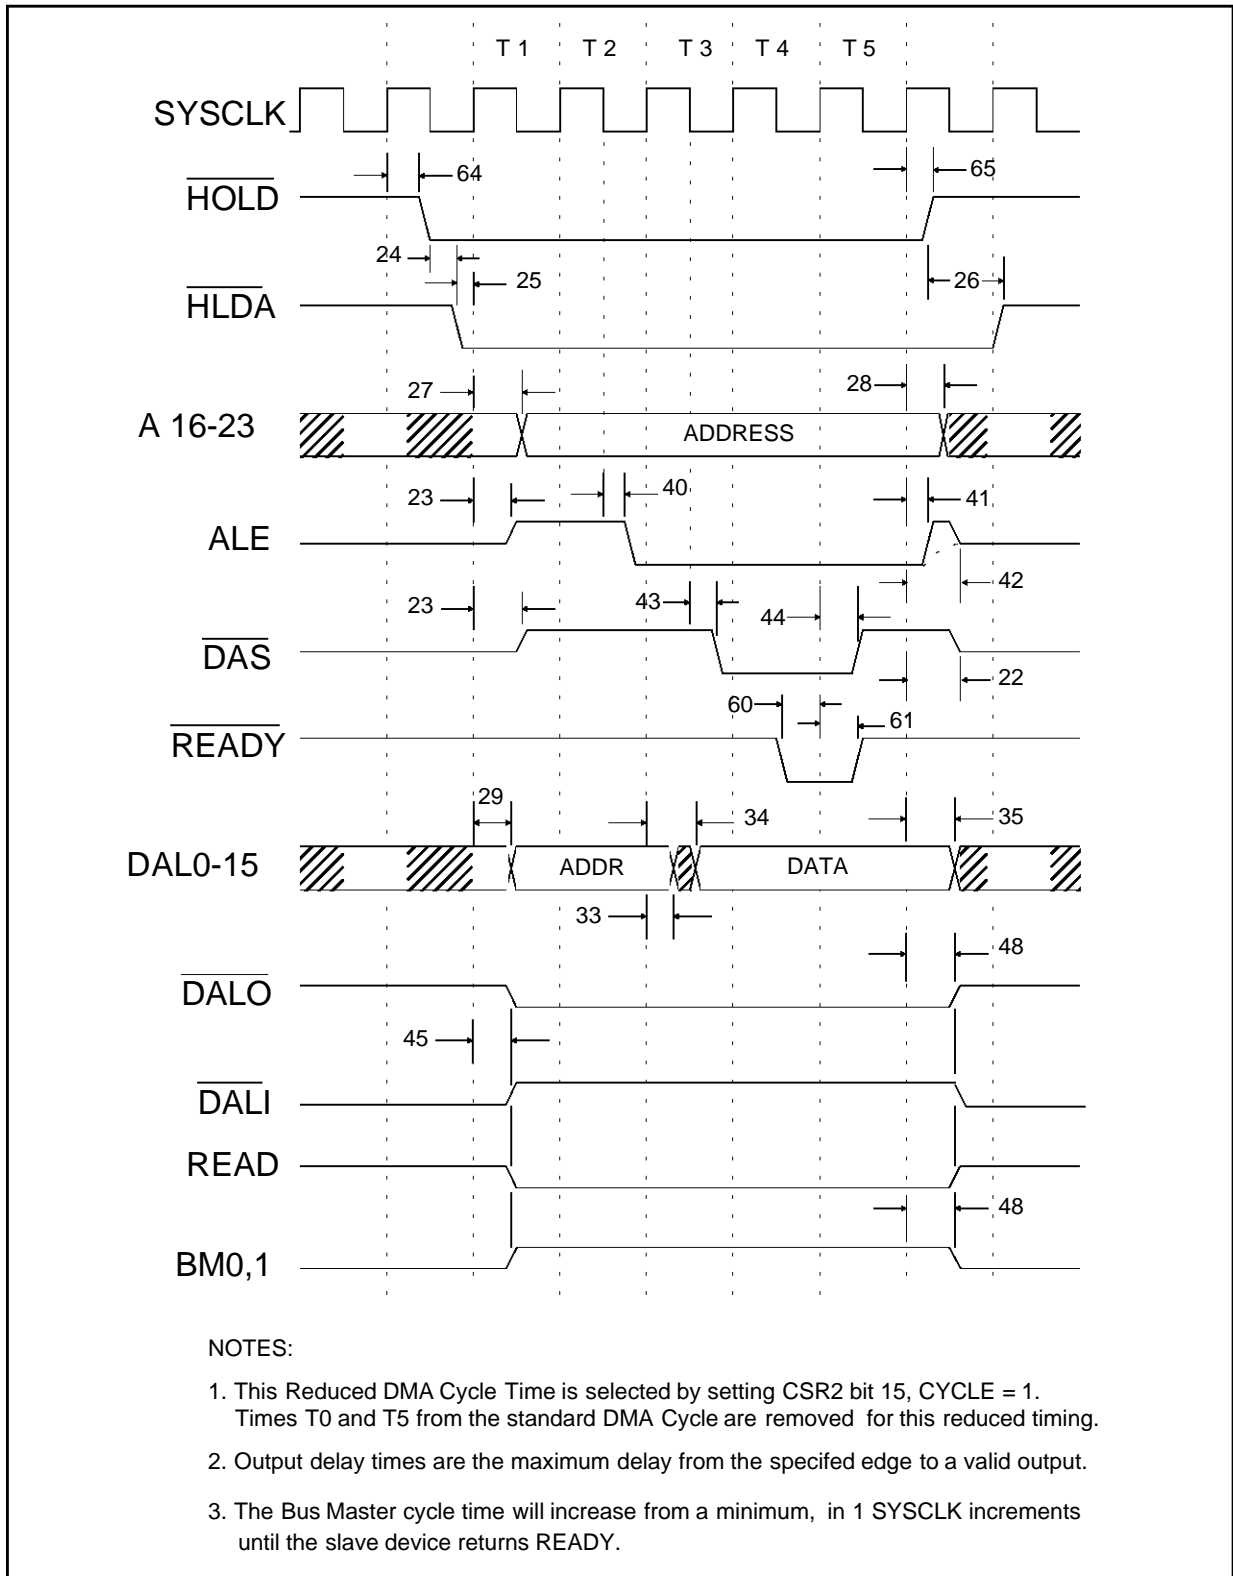 T 1 T 2 T 3 T 4 T 5
SYSCLK
64 65
HOLD
24
25 26
HLDA
27 28
A 16-23 ADDRESS
23 40 41
ALE
42
23 43 44
DAS
22
60 61
READY
29 34 35
DAL0-15 ADDR DATA
33
48
DALO
45
DALI
READ
48
BM0,1
NOTES:
1. This Reduced DMA Cycle Time is selected by setting CSR2 bit 15, CYCLE = 1.
Times T0 and T5 from the standard DMA Cycle are removed for this reduced timing.
2. Output delay times are the maximum delay from the specifed edge to a valid output.
3. The Bus Master cycle time will increase from a minimum, in 1 SYSCLK increments
until the slave device returns READY.